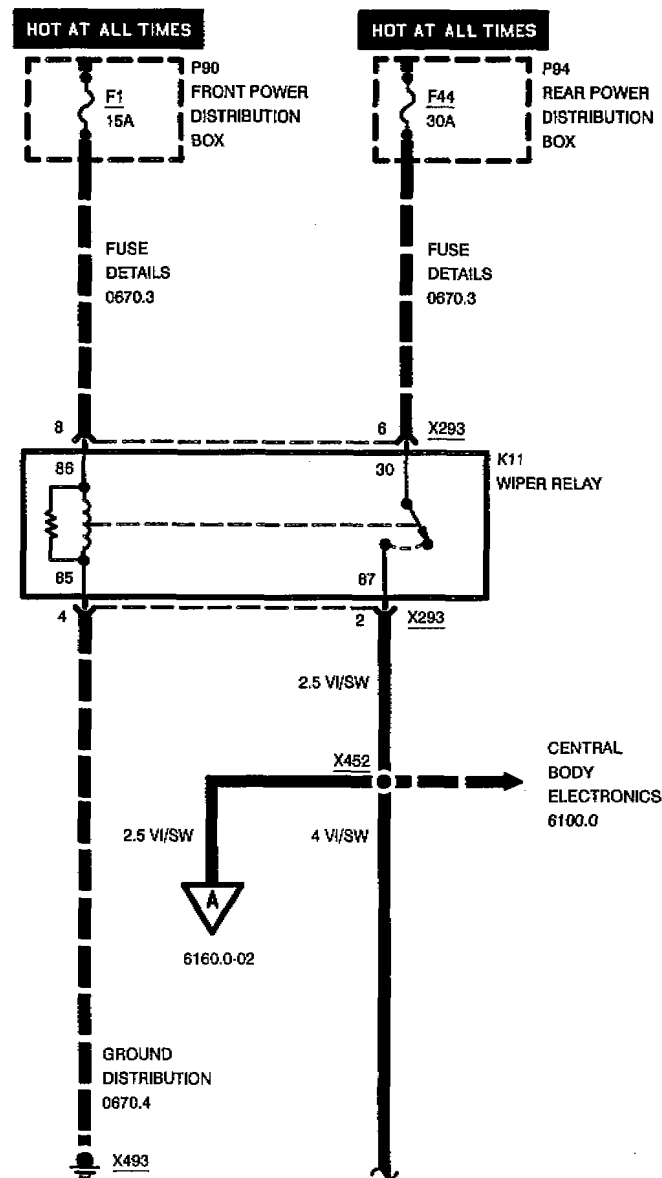 HOT AT ALL TIMES
HOT AT ALL TIMES
P90
FRONT POWER
DISTRIBUTION
BOX
F1
15A
P94
REAR POWER
DISTRIBUTION
BOX
F44
30A
FUSE
DETAILS
0670.3
FUSE
DETAILS
0670.3
8
6
X293
86
30
K11
WIPER RELAY
85
87
4
2
X293
2.5 VI/SW
X452
CENTRAL
BODY
ELECTRONICS
6100.0
2.5 VI/SW
4 VI/SW
A
6160.0-02
GROUND
DISTRIBUTION
0670.4
X493